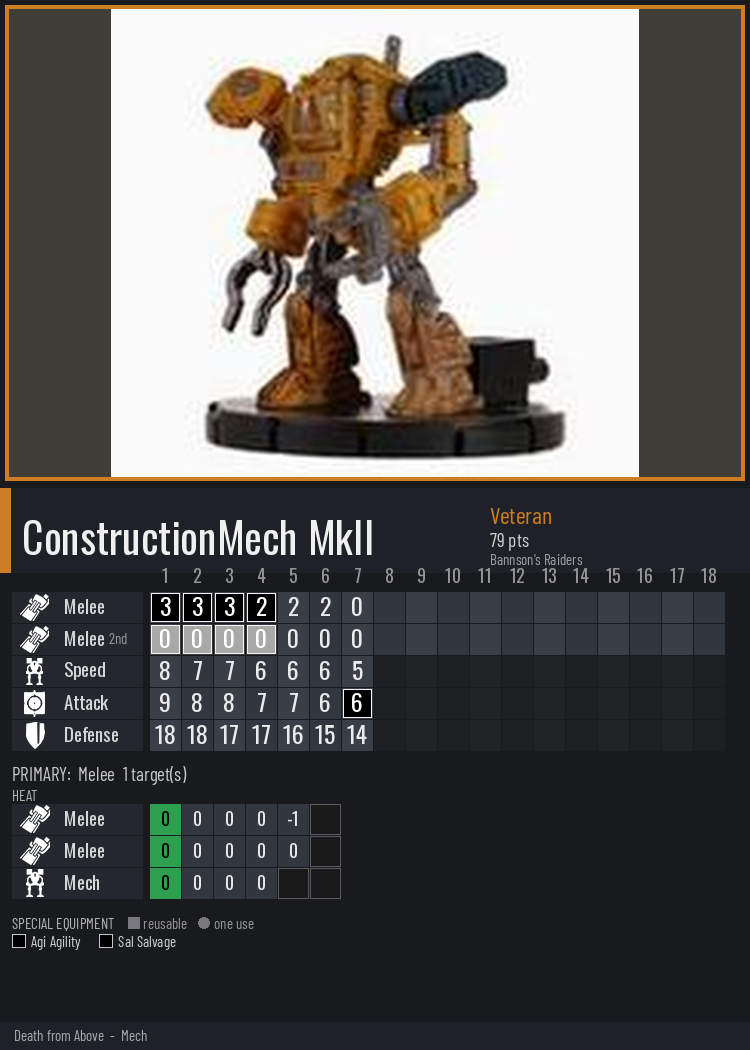 ConstructionMech MkII
Veteran
79 pts
Bannson's Raiders
1 2 3 4 5 6 7 8 9 10 11 12 13 14 15 16 17 18
Melee 3 3 3 2 2 2 0
Melee 2nd 0 0 0 0 0 0 0
Speed 8 7 7 6 6 6 5
Attack 9 8 8 7 7 6 6
Defense 18 18 17 17 16 15 14
PRIMARY: Melee 1 target(s)
HEAT
Melee 0 0 0 0 -1
Melee 0 0 0 0 0
Mech 0 0 0 0
SPECIAL EQUIPMENT reusable one use
Agi Agility Sal Salvage
Death from Above - Mech